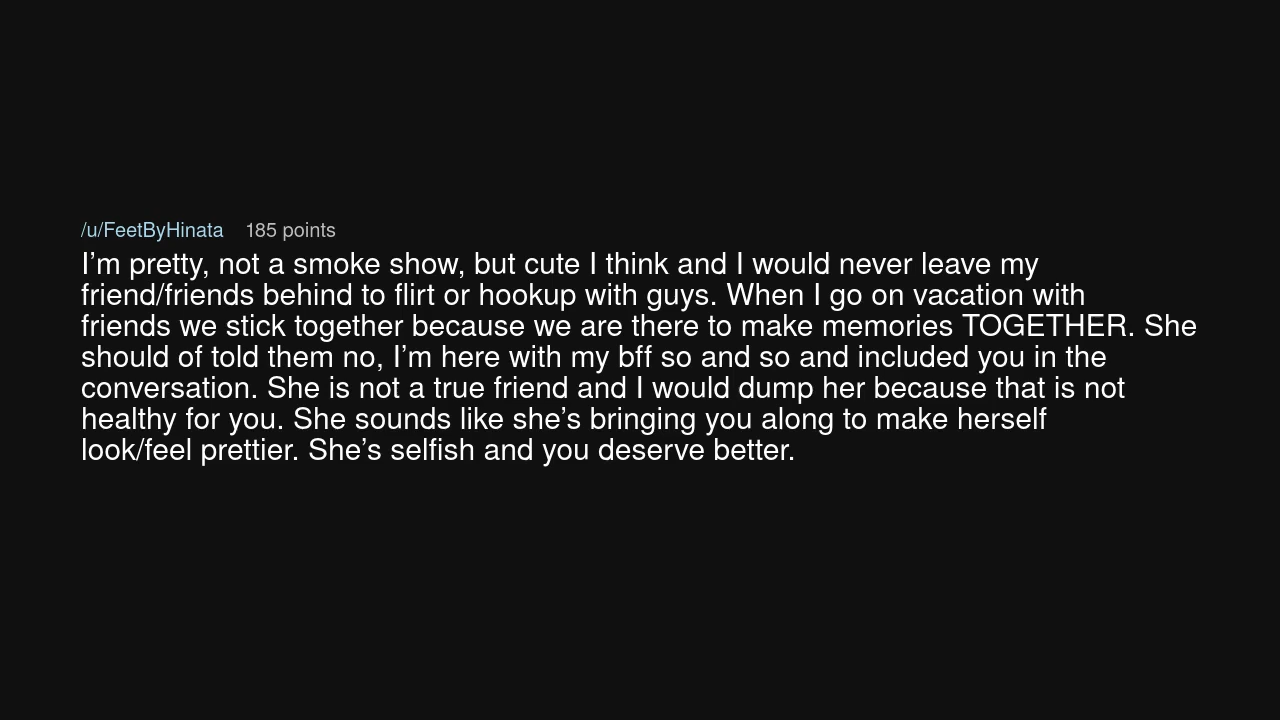 /u/FeetByHinata 185 points
I’m pretty, not a smoke show, but cute I think and I would never leave my
friend/friends behind to flirt or hookup with guys. When I go on vacation with
friends we stick together because we are there to make memories TOGETHER. She
should of told them no, I’m here with my bff so and so and included you in the
conversation. She is not a true friend and I would dump her because that is not
healthy for you. She sounds like she’s bringing you along to make herself
look/feel prettier. She’s selfish and you deserve better.